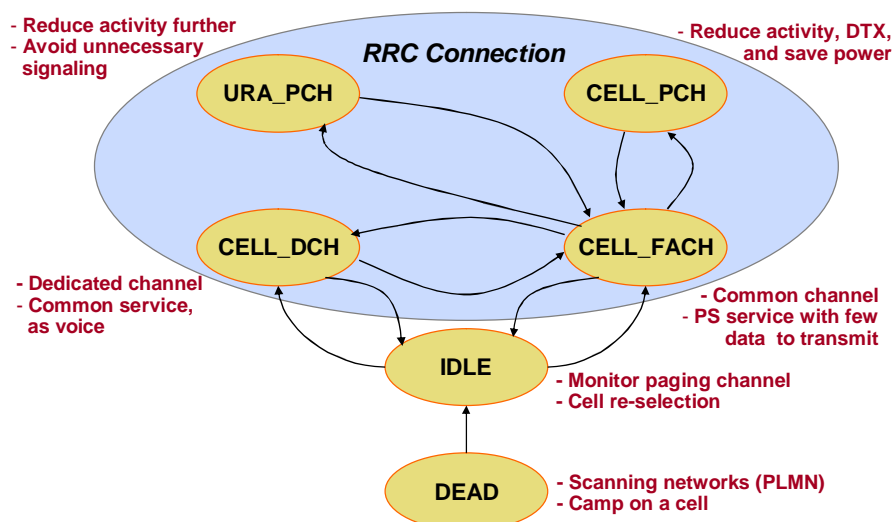 - Reduce activity further
- Avoid unnecessary
signaling
- Reduce activity, DTX,
and save power
RRC Connection
URA_PCH
CELL_PCH
CELL_DCH
CELL_FACH
- Dedicated channel
- Common service,
as voice
- Common channel
- PS service with few
data to transmit
IDLE
- Monitor paging channel
- Cell re-selection
DEAD
- Scanning networks (PLMN)
- Camp on a cell